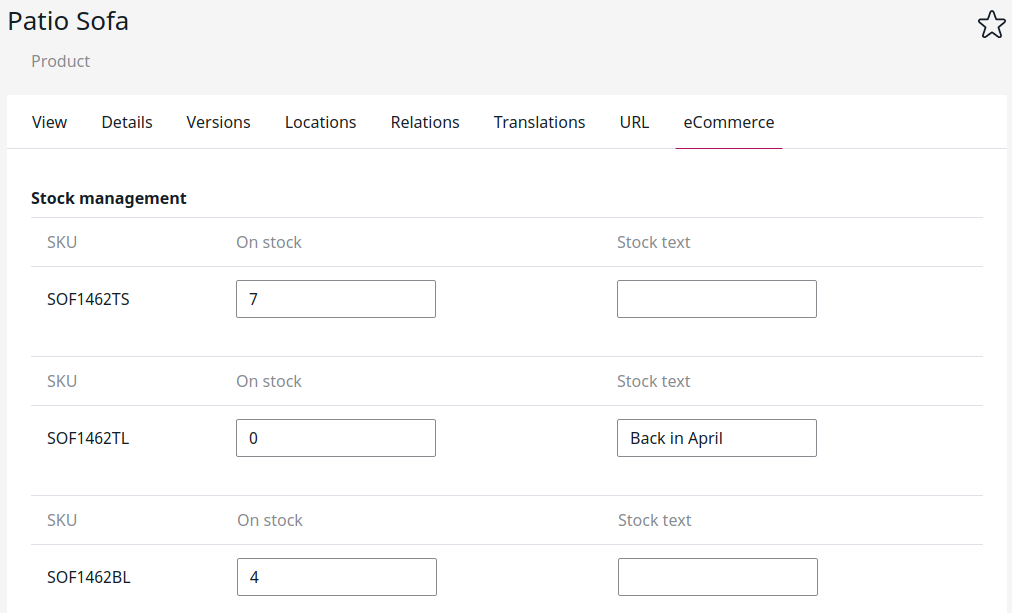 Patio Sofa
Product
View Details Versions Locations Relations Translations URL eCommerce
Stock management
SKU On stock Stock text
SOF1462TS 7
SKU On stock Stock text
SOF1462TL 0 Back in April
SKU On stock Stock text
SOF1462BL 4